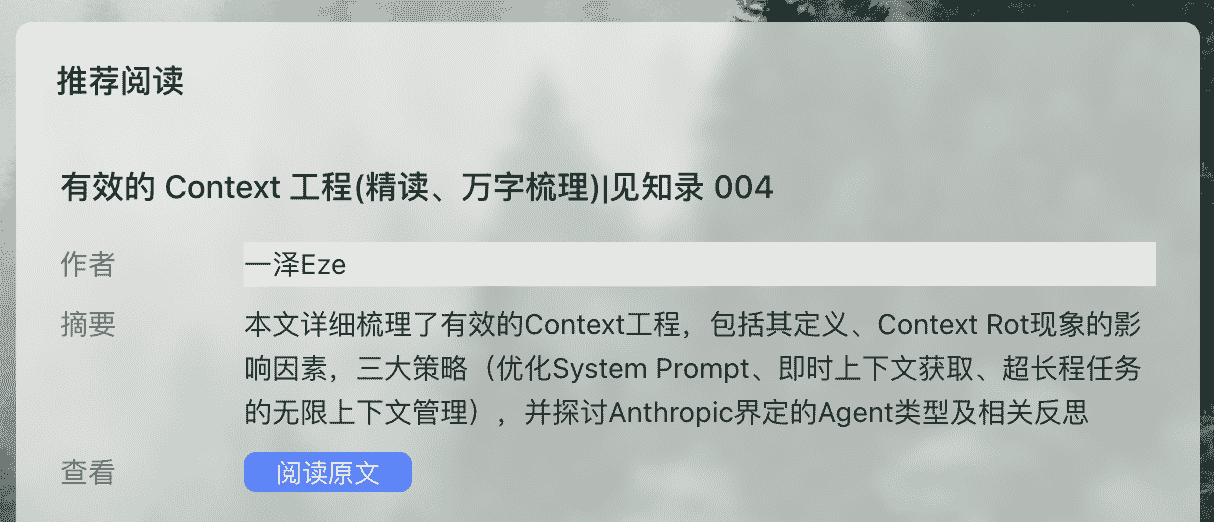 推荐阅读
有效的 Context 工程(精读、万字梳理)|见知录 004
作者
一泽Eze
摘要
本文详细梳理了有效的Context工程，包括其定义、Context Rot现象的影
响因素，三大策略（优化System Prompt、即时上下文获取、超长程任务
的无限上下文管理），并探讨Anthropic界定的Agent类型及相关反思
查看
阅读原文